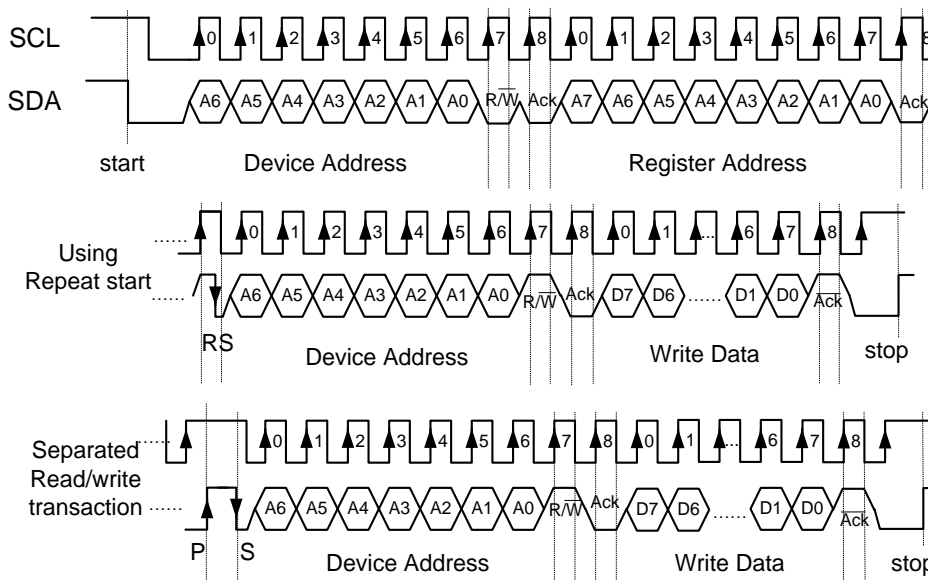 SCL 0 1 2 3 4 5 6 7 8 0 1 2 3 4 5 6 7 8
SDA A6 A5 A4 A3 A2 A1 A0 R/W̅ Ack A7 A6 A5 A4 A3 A2 A1 A0 Ack
start Device Address Register Address
Using
Repeat start
...... 0 1 2 3 4 5 6 7 8 0 1 ... 6 7 8
...... A6 A5 A4 A3 A2 A1 A0 R/W̅ Ack D7 D6 ...... D1 D0 A̅c̅k̅
RS Device Address Write Data stop
Separated
Read/write
transaction
...... 0 1 2 3 4 5 6 7 8 0 1 ... 6 7 8
...... A6 A5 A4 A3 A2 A1 A0 R/W̅ Ack D7 D6 ...... D1 D0 A̅c̅k̅
P S Device Address Write Data stop